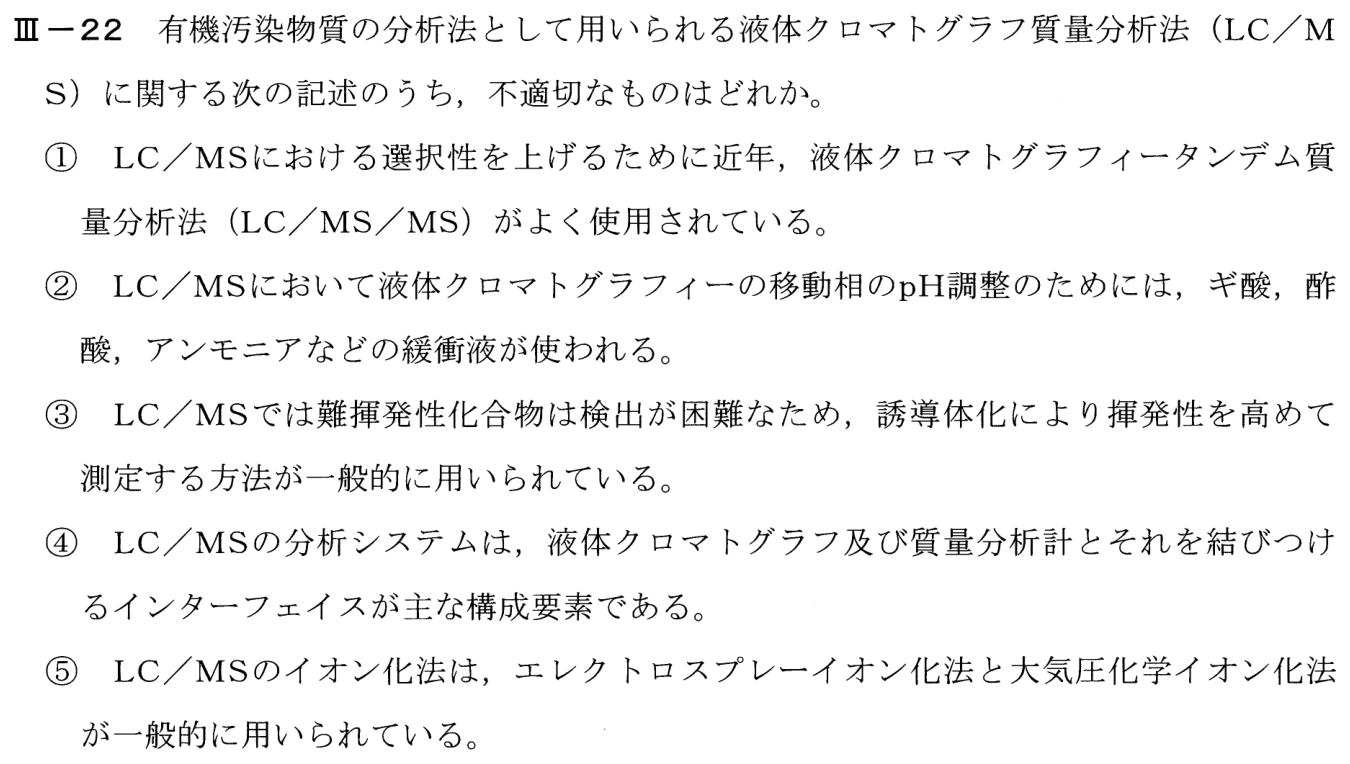 Ⅲ－22　有機汚染物質の分析法として用いられる液体クロマトグラフ質量分析法（LC／M
S）に関する次の記述のうち，不適切なものはどれか。
①　LC／MSにおける選択性を上げるために近年，液体クロマトグラフィータンデム質
量分析法（LC／MS／MS）がよく使用されている。
②　LC／MSにおいて液体クロマトグラフィーの移動相のpH調整のためには，ギ酸，酢
酸，アンモニアなどの緩衝液が使われる。
③　LC／MSでは難揮発性化合物は検出が困難なため，誘導体化により揮発性を高めて
測定する方法が一般的に用いられている。
④　LC／MSの分析システムは，液体クロマトグラフ及び質量分析計とそれを結びつけ
るインターフェイスが主な構成要素である。
⑤　LC／MSのイオン化法は，エレクトロスプレーイオン化法と大気圧化学イオン化法
が一般的に用いられている。